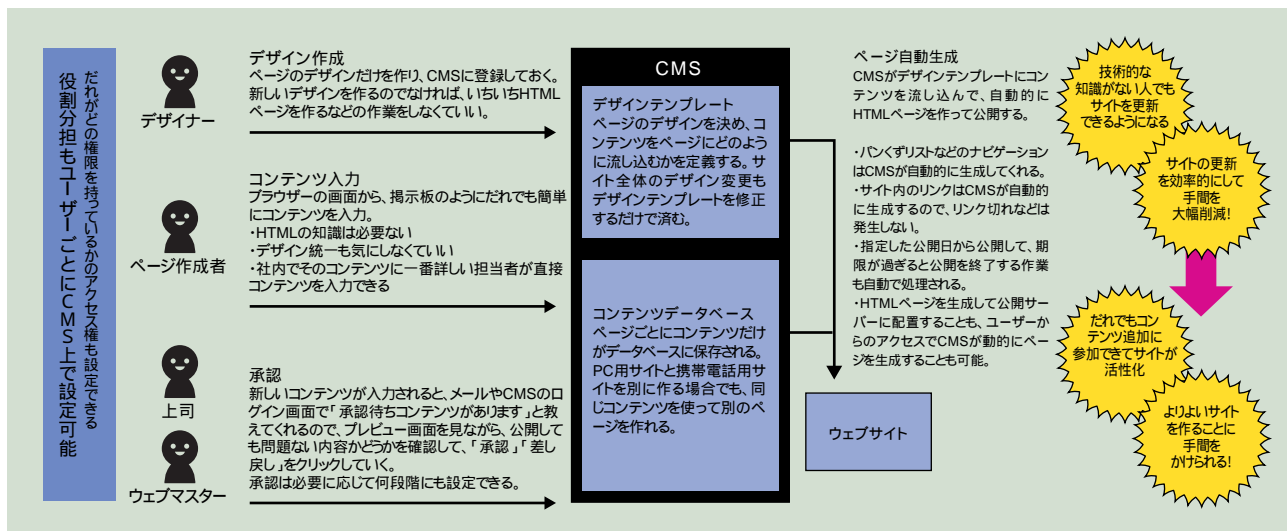 だれがどの権限を持っているかのアクセス権も設定できる
役割分担もユーザーごとにCMS上で設定可能
デザイナー
デザイン作成
ページのデザインだけを作り、CMSに登録しておく。
新しいデザインを作るのでなければ、いちいちHTML
ページを作るなどの作業をしなくていい。
ページ作成者
コンテンツ入力
ブラウザーの画面から、掲示板のようにだれでも簡単
にコンテンツを入力。
・HTMLの知識は必要ない
・デザイン統一も気にしなくていい
・社内でそのコンテンツに一番詳しい担当者が直接
コンテンツを入力できる
上司
ウェブマスター
承認
新しいコンテンツが入力されると、メールやCMSのロ
グイン画面で「承認待ちコンテンツがあります」と教
えてくれるので、プレビュー画面を見ながら、公開して
も問題ない内容かどうかを確認して、「承認」「差し
戻し」をクリックしていく。
承認は必要に応じて何段階にも設定できる。
CMS
デザインテンプレート
ページのデザインを決め、コ
ンテンツをページにどのよう
に流し込むかを定義する。サ
イト全体のデザイン変更も
デザインテンプレートを修正
するだけで済む。
コンテンツデータベース
ページごとにコンテンツだけ
がデータベースに保存される。
PC用サイトと携帯電話用
サイトを別に作る場合でも、同
じコンテンツを使って別のペ
ージを作れる。
ページ自動生成
CMSがデザインテンプレートにコン
テンツを流し込んで、自動的に
HTMLページを作って公開する。
・パンくずリストなどのナビゲーション
はCMSが自動的に生成してくれる。
・サイト内のリンクはCMSが自動的
に生成するので、リンク切れなどは
発生しない。
・指定した公開日から公開して、期
限が過ぎると公開を終了する作業
も自動で処理される。
・HTMLページを生成して公開サー
バーに配置することも、ユーザーか
らのアクセスでCMSが動的にペー
ジを生成することも可能。
ウェブサイト
技術的な
知識がない人でも
サイトを更新
できるようになる
サイトの更新
を効率的にして
手間を
大幅削減!
だれでもコン
テンツ追加に
参加できてサイトが
活性化
よりよいサイト
を作ることに
手間を
かけられる!